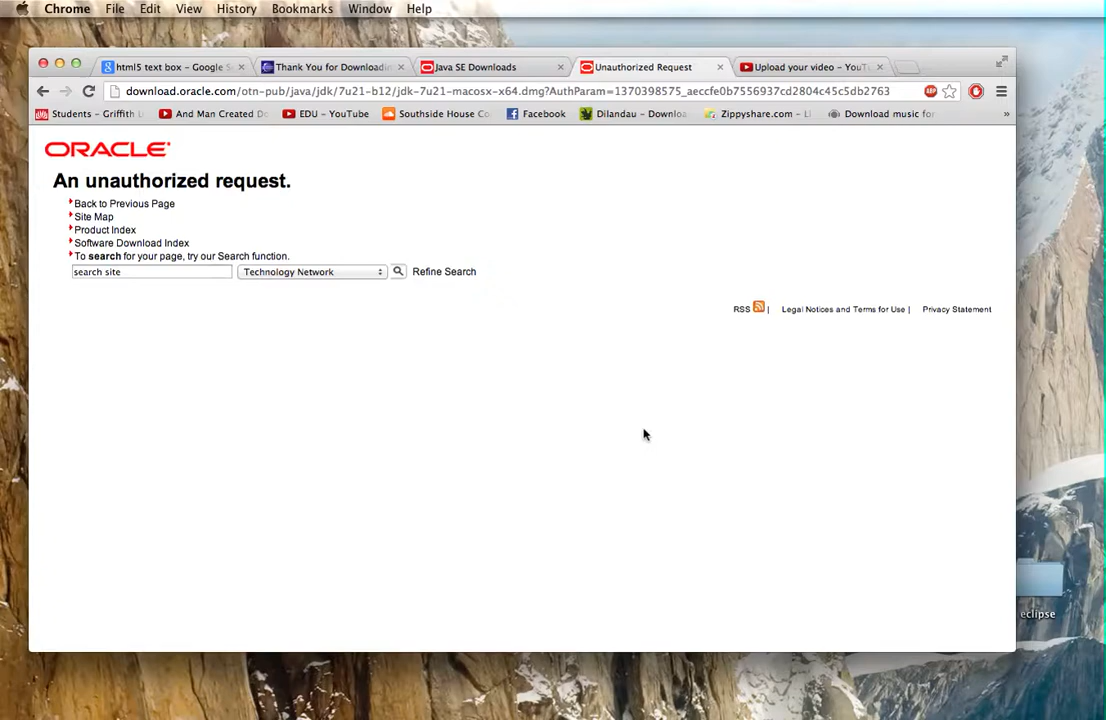 Chrome File Edit View History Bookmarks Window Help
html5 text box – Google S
Thank You for Downloadin
Java SE Downloads
Unauthorized Request
Upload your video – YouT
download.oracle.com/otn-pub/java/jdk/7u21-b12/jdk-7u21-macosx-x64.dmg?AuthParam=1370398575_aeccfe0b7556937cd2804c45c5db2763
ABP
Students – Griffith U
And Man Created Do
EDU – YouTube
Southside House Co
Facebook
Dilandau – Downloa
Zippyshare.com – Li
Download music for
»
ORACLE
An unauthorized request.
Back to Previous Page
Site Map
Product Index
Software Download Index
To search for your page, try our Search function.
search site Technology Network Refine Search
RSS | Legal Notices and Terms for Use | Privacy Statement
eclipse